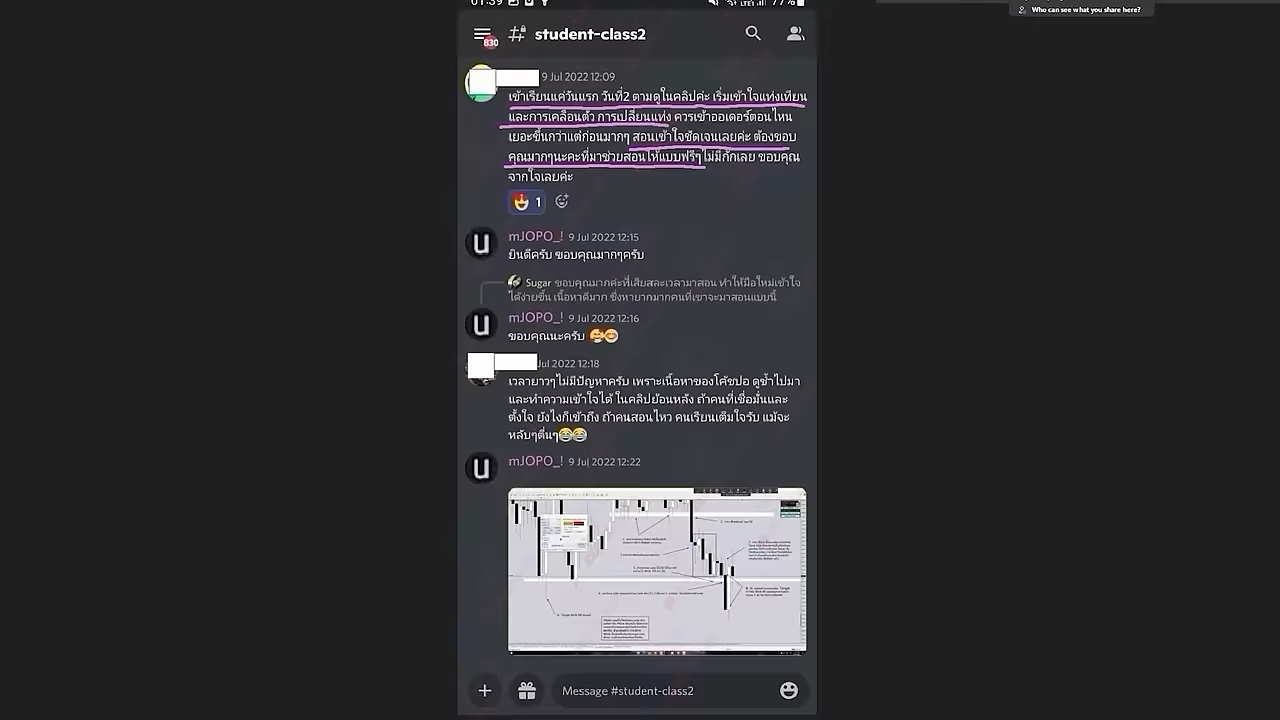 01:39
77%
Who can see what you share here?
830
student-class2
9 Jul 2022 12:09
เข้าเรียนแค่วันแรก วันที่2 ตามดูในคลิปค่ะ เริ่มเข้าใจแท่งเทียน
และการเคลื่อนตัว การเปลี่ยนแท่ง ควรเข้าออเดอร์ตอนไหน
เยอะขึ้นกว่าแต่ก่อนมากๆ สอนเข้าใจชัดเจนเลยค่ะ ต้องขอบ
คุณมากๆนะคะที่มาช่วยสอนให้แบบฟรีๆไม่มีกั๊กเลย ขอบคุณ
จากใจเลยค่ะ
1
mJOPO_! 9 Jul 2022 12:15
ยินดีครับ ขอบคุณมากๆครับ
Sugar ขอบคุณมากค่ะที่เสียสละเวลามาสอน ทำให้มือใหม่เข้าใจ
ได้ง่ายขึ้น เนื้อหาดีมาก ซึ่งหายากมากคนที่เขาจะมาสอนแบบนี้
mJOPO_! 9 Jul 2022 12:16
ขอบคุณนะครับ
Jul 2022 12:18
เวลายาวๆไม่มีปัญหาครับ เพราะเนื้อหาของโค๊ชปอ ดูซ้ำไปมา
และทำความเข้าใจได้ ในคลิปย้อนหลัง ถ้าคนที่เชื่อมั่นและ
ตั้งใจ ยังไงก็เข้าถึง ถ้าคนสอนไหว คนเรียนเต็มใจรับ แม้จะ
หลับๆตื่นๆ
mJOPO_! 9 Jul 2022 12:22
Message #student-class2